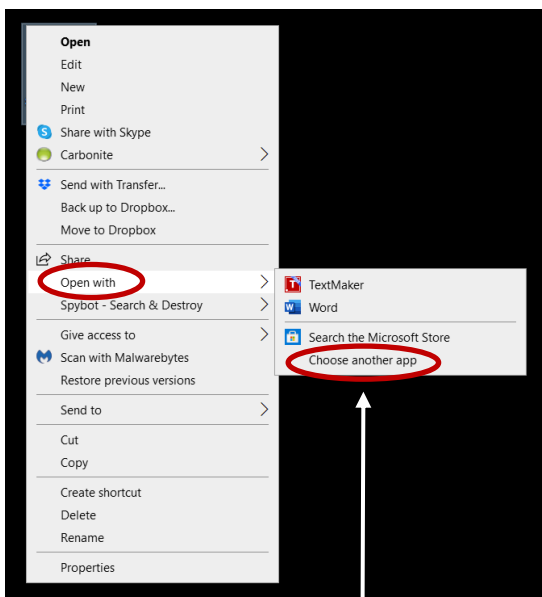 Open
Edit
New
Print
Share with Skype
Carbonite
Send with Transfer...
Back up to Dropbox...
Move to Dropbox
Share
Open with
Spybot - Search & Destroy
Give access to
Scan with Malwarebytes
Restore previous versions
Send to
Cut
Copy
Create shortcut
Delete
Rename
Properties
TextMaker
Word
Search the Microsoft Store
Choose another app